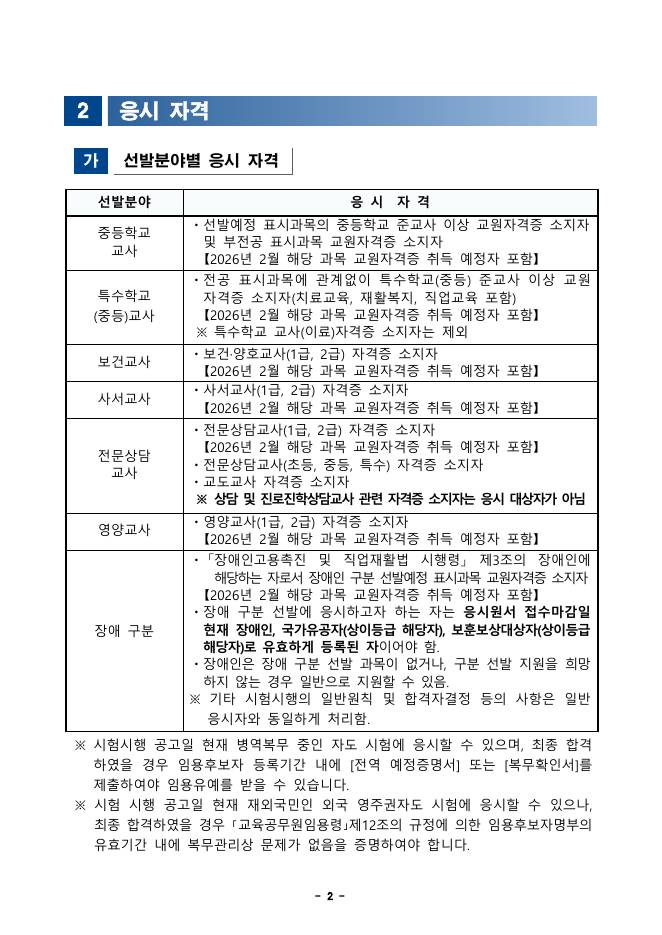 2 응시 자격
가 선발분야별 응시 자격
선발분야 응 시 자 격
중등학교
교사
・선발예정 표시과목의 중등학교 준교사 이상 교원자격증 소지자
및 부전공 표시과목 교원자격증 소지자
【2026년 2월 해당 과목 교원자격증 취득 예정자 포함】
특수학교
(중등)교사
・전공 표시과목에 관계없이 특수학교(중등) 준교사 이상 교원
자격증 소지자(치료교육, 재활복지, 직업교육 포함)
【2026년 2월 해당 과목 교원자격증 취득 예정자 포함】
※ 특수학교 교사(이료)자격증 소지자는 제외
보건교사
・보건·양호교사(1급, 2급) 자격증 소지자
【2026년 2월 해당 과목 교원자격증 취득 예정자 포함】
사서교사
・사서교사(1급, 2급) 자격증 소지자
【2026년 2월 해당 과목 교원자격증 취득 예정자 포함】
전문상담
교사
・전문상담교사(1급, 2급) 자격증 소지자
【2026년 2월 해당 과목 교원자격증 취득 예정자 포함】
・전문상담교사(초등, 중등, 특수) 자격증 소지자
・교도교사 자격증 소지자
※ 상담 및 진로진학상담교사 관련 자격증 소지자는 응시 대상자가 아님
영양교사
・영양교사(1급, 2급) 자격증 소지자
【2026년 2월 해당 과목 교원자격증 취득 예정자 포함】
장애 구분
・「장애인고용촉진 및 직업재활법 시행령」 제3조의 장애인에
해당하는 자로서 장애인 구분 선발예정 표시과목 교원자격증 소지자
【2026년 2월 해당 과목 교원자격증 취득 예정자 포함】
・장애 구분 선발에 응시하고자 하는 자는 응시원서 접수마감일
현재 장애인, 국가유공자(상이등급 해당자), 보훈보상대상자(상이등급
해당자)로 유효하게 등록된 자이어야 함.
・장애인은 장애 구분 선발 과목이 없거나, 구분 선발 지원을 희망
하지 않는 경우 일반으로 지원할 수 있음.
※ 기타 시험시행의 일반원칙 및 합격자결정 등의 사항은 일반
응시자와 동일하게 처리함.
※ 시험시행 공고일 현재 병역복무 중인 자도 시험에 응시할 수 있으며, 최종 합격
하였을 경우 임용후보자 등록기간 내에 [전역 예정증명서] 또는 [복무확인서]를
제출하여야 임용유예를 받을 수 있습니다.
※ 시험 시행 공고일 현재 재외국민인 외국 영주권자도 시험에 응시할 수 있으나,
최종 합격하였을 경우 「교육공무원임용령」제12조의 규정에 의한 임용후보자명부의
유효기간 내에 복무관리상 문제가 없음을 증명하여야 합니다.
- 2 -